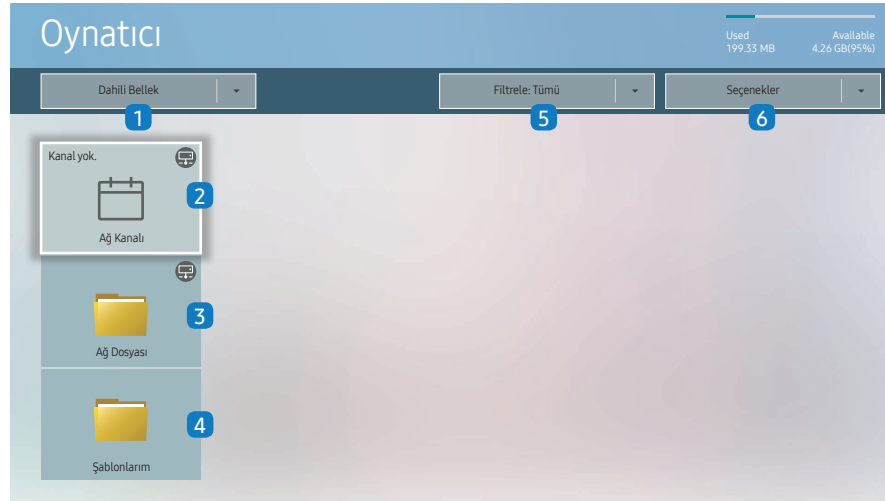 Oynatıcı
Used Available
199.33 MB 4.26 GB(95%)
Dahili Bellek
Filtrele: Tümü
Seçenekler
1
5
6
Kanal yok.
2
Ağ Kanalı
3
Ağ Dosyası
4
Şablonlarım